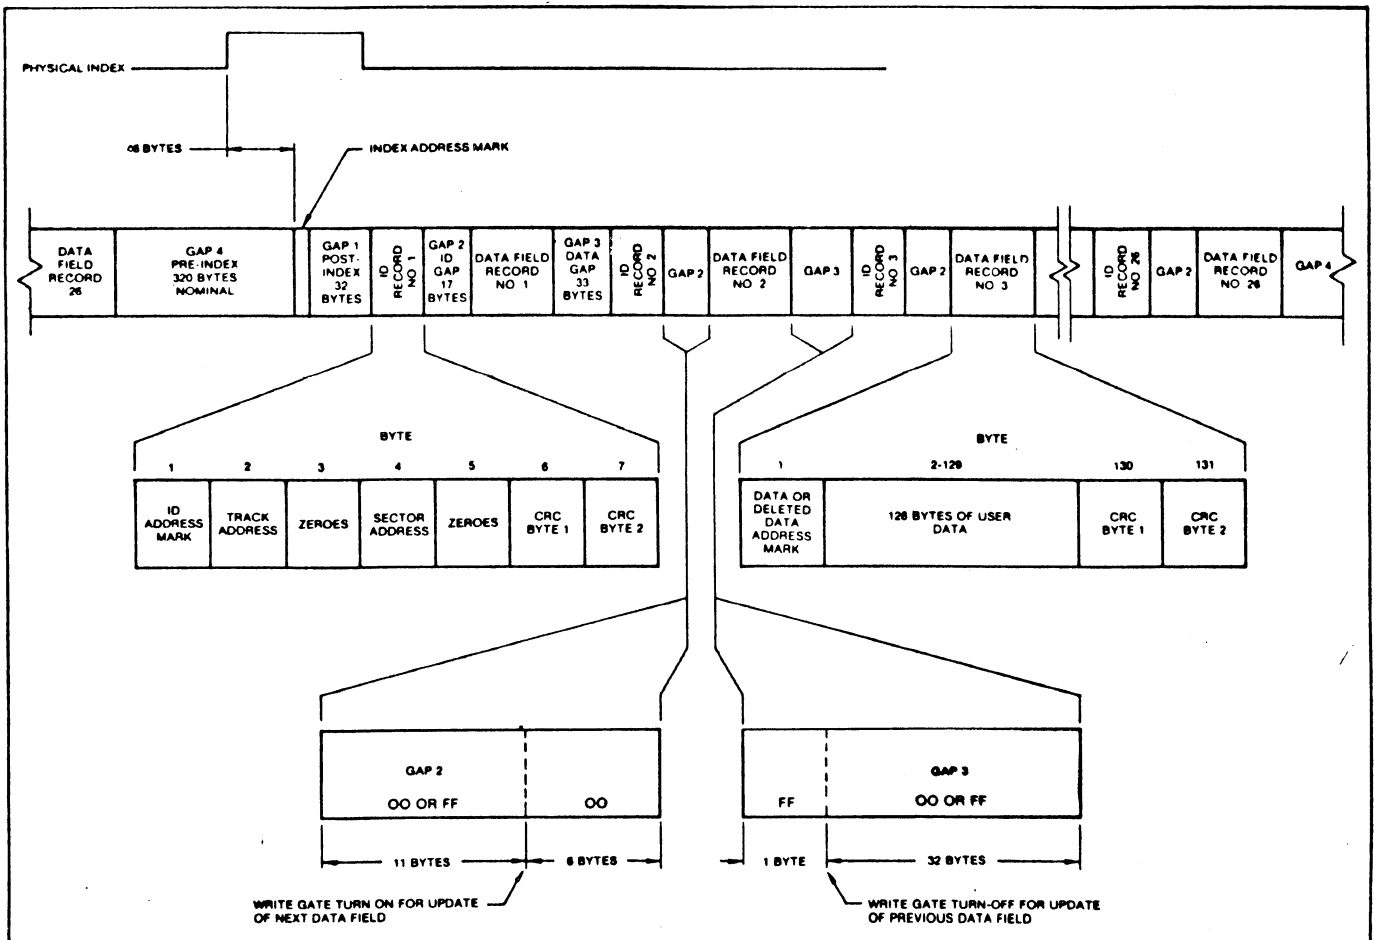 PHYSICAL INDEX
BYTES
INDEX ADDRESS MARK
DATA
FIELD
RECORD
26
GAP 4
PRE-INDEX
320 BYTES
NOMINAL
GAP 1
POST-
INDEX
32
BYTES
ID
RECORD
NO 1
GAP 2
ID
GAP
17
BYTES
DATA FIELD
RECORD
NO 1
GAP 3
DATA
GAP
33
BYTES
ID
RECORD
NO 2
GAP 2
DATA FIELD
RECORD
NO 2
GAP 3
ID
RECORD
NO 3
GAP 2
DATA FIELD
RECORD
NO 3
ID
RECORD
NO 26
GAP 2
DATA FIELD
RECORD
NO 26
GAP 4
BYTE
1 2 3 4 5 6 7
ID
ADDRESS
MARK
TRACK
ADDRESS
ZEROES
SECTOR
ADDRESS
ZEROES
CRC
BYTE 1
CRC
BYTE 2
BYTE
1 2-129 130 131
DATA OR
DELETED
DATA
ADDRESS
MARK
128 BYTES OF USER
DATA
CRC
BYTE 1
CRC
BYTE 2
GAP 2
OO OR FF
OO
GAP 3
FF
OO OR FF
11 BYTES
6 BYTES
1 BYTE
32 BYTES
WRITE GATE TURN ON FOR UPDATE
OF NEXT DATA FIELD
WRITE GATE TURN-OFF FOR UPDATE
OF PREVIOUS DATA FIELD